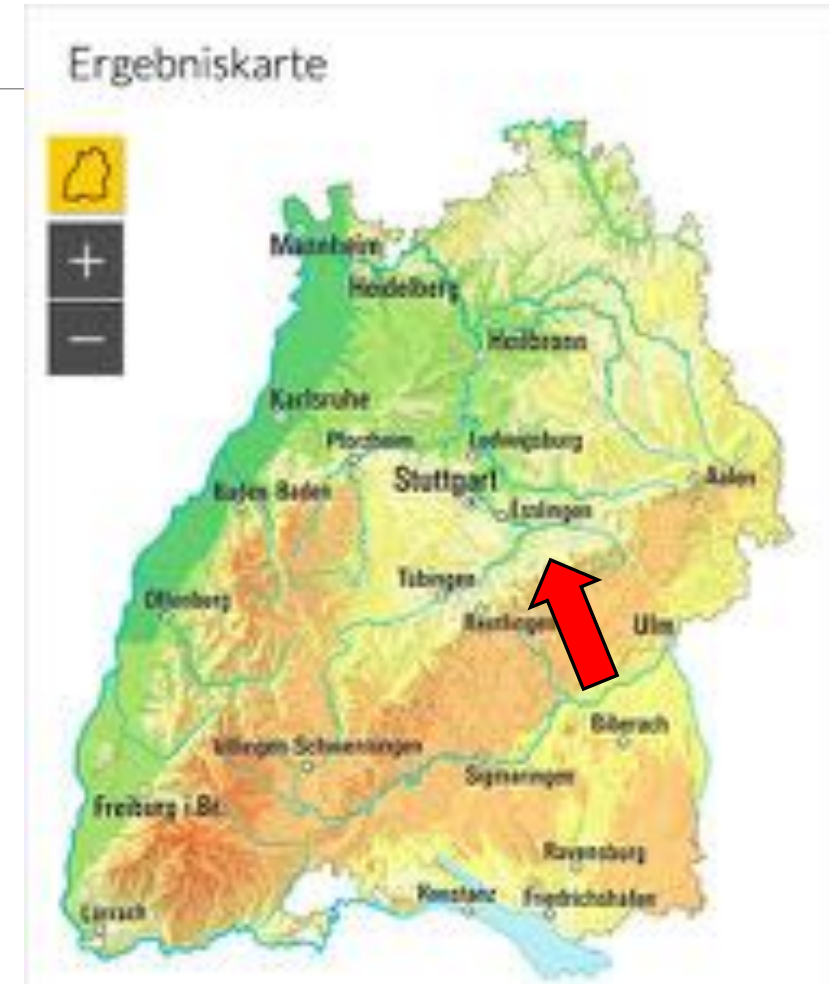 Ergebniskarte
+
−
Mannheim
Heidelberg
Heilbronn
Karlsruhe
Pforzheim
Ludwigsburg
Stuttgart
Aalen
Baden-Baden
Esslingen
Tübingen
Offenburg
Reutlingen
Ulm
Biberach
Villingen-Schwenningen
Sigmaringen
Freiburg i.Br.
Ravensburg
Konstanz
Friedrichshafen
Lörrach